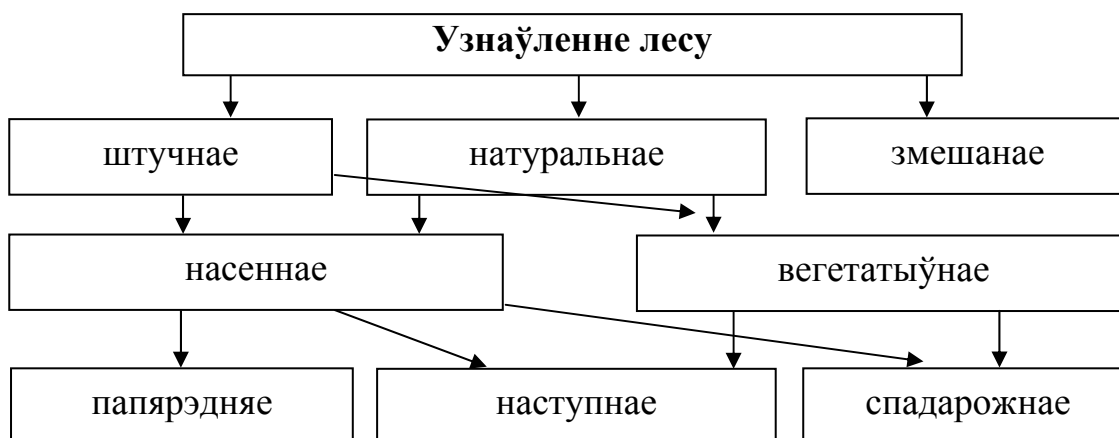 Узнаўленне лесу
штучнае
натуральнае
змешанае
насеннае
вегетатыўнае
папярэдняе
наступнае
спадарожнае